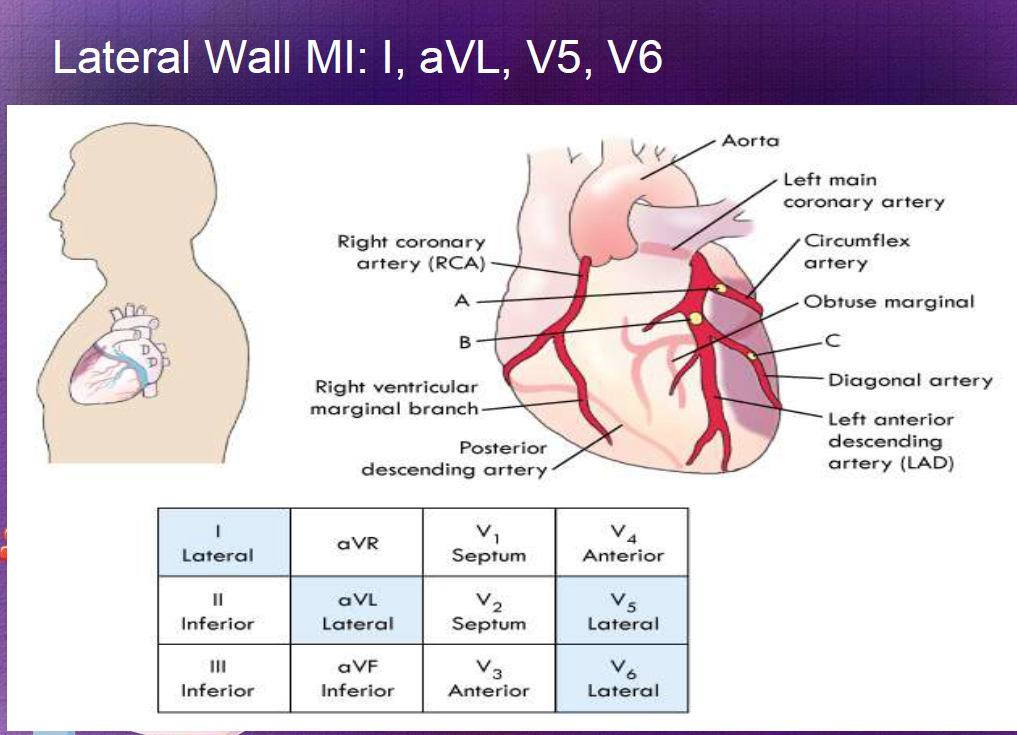 Lateral Wall MI: I, aVL, V5, V6
Aorta
Left main
coronary artery
Right coronary
artery (RCA)
Circumflex
artery
A
Obtuse marginal
B
C
Right ventricular
marginal branch
Diagonal artery
Left anterior
descending
artery (LAD)
Posterior
descending artery
I
Lateral
aVR
V1
Septum
V4
Anterior
II
Inferior
aVL
Lateral
V2
Septum
V5
Lateral
III
Inferior
aVF
Inferior
V3
Anterior
V6
Lateral